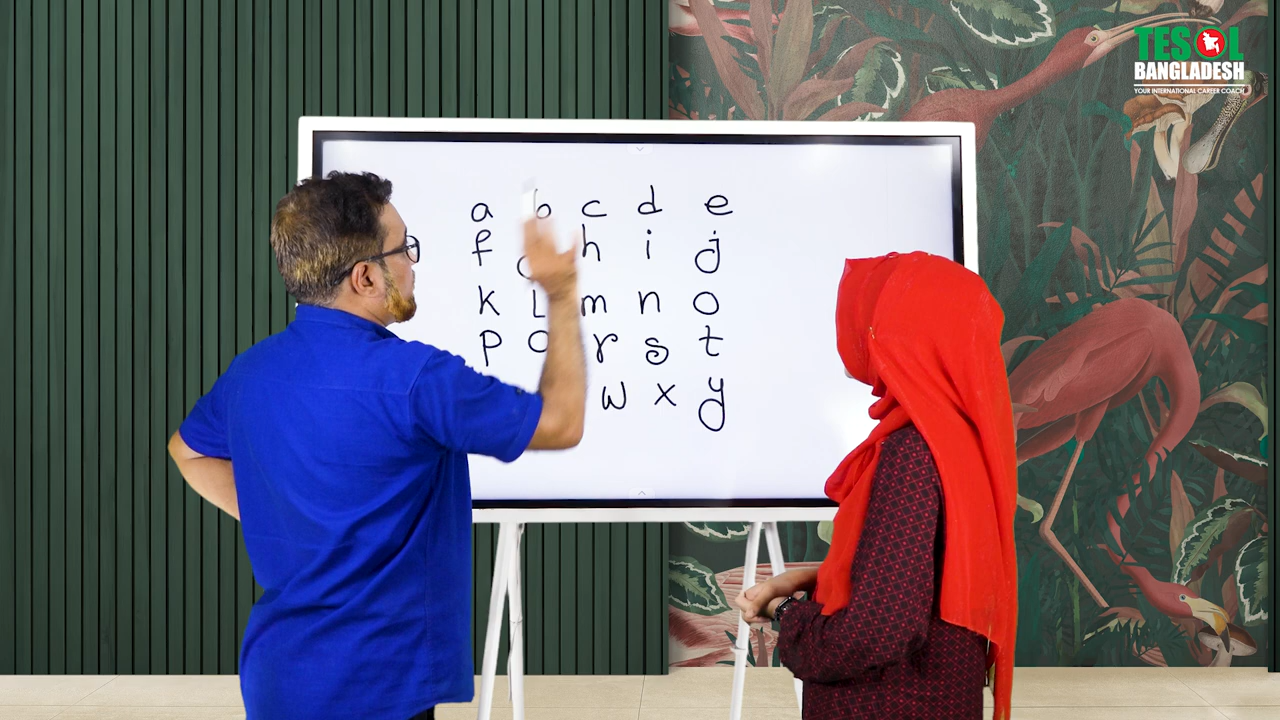 TESOL
BANGLADESH
YOUR INTERNATIONAL CAREER COACH
a b c d e
f h i j
k l m n o
p r s t
w x y